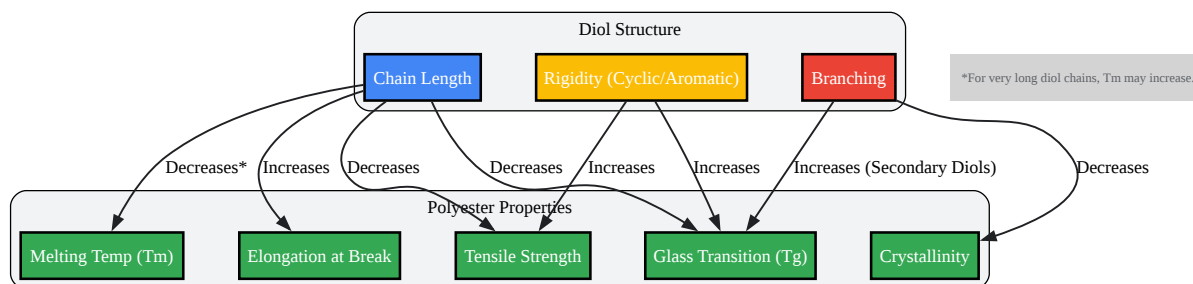 Diol Structure
Chain Length
Rigidity (Cyclic/Aromatic)
Branching
*For very long diol chains, Tm may increase.
Decreases*
Increases
Decreases
Decreases
Increases
Increases
Increases (Secondary Diols)
Decreases
Polyester Properties
Melting Temp (Tm)
Elongation at Break
Tensile Strength
Glass Transition (Tg)
Crystallinity